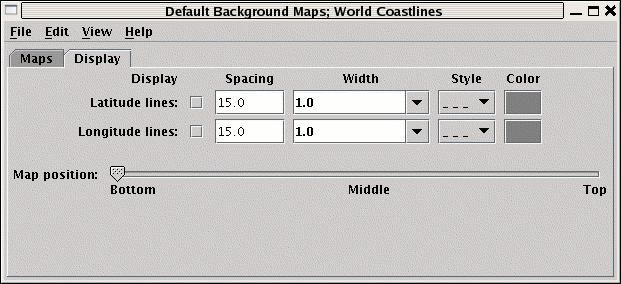 Default Background Maps; World Coastlines
File Edit View Help
Maps Display
Display Spacing Width Style Color
Latitude lines: 15.0 1.0 _ _ _
Longitude lines: 15.0 1.0 _ _ _
Map position:
Bottom Middle Top